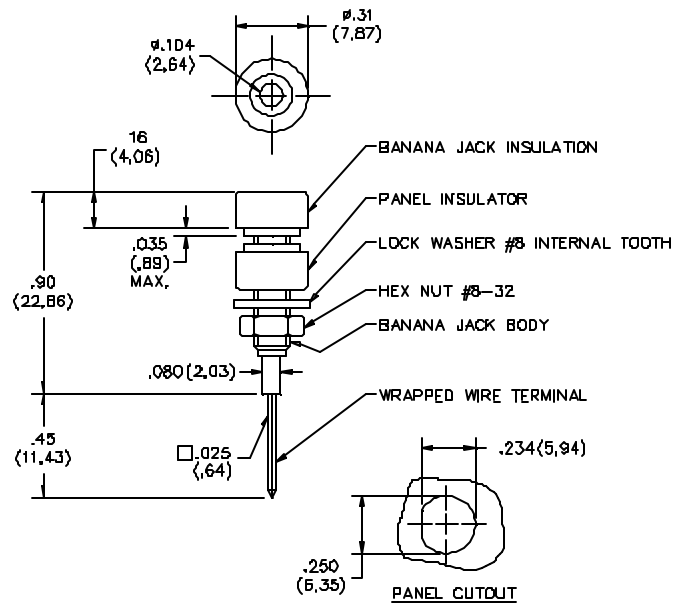 ø.31
(7,87)
ø.104
(2,64)
16
(4,06)
BANANA JACK INSULATION
PANEL INSULATOR
LOCK WASHER #8 INTERNAL TOOTH
.035
(.89)
MAX.
.90
(22,86)
HEX NUT #8-32
BANANA JACK BODY
.080(2,03)
WRAPPED WIRE TERMINAL
.45
(11,43)
□.025
(,64)
.234(5,94)
.250
(6,35)
PANEL CUTOUT